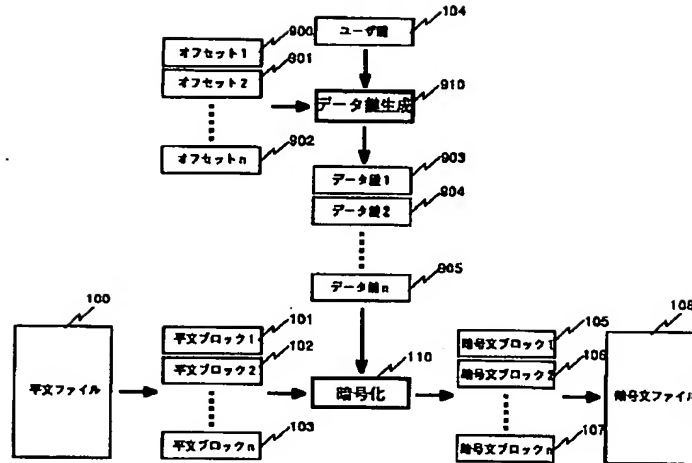 104
ユーザ鍵
900
オフセット1
901
オフセット2
910
データ鍵生成
902
オフセットn
903
データ鍵1
904
データ鍵2
905
データ鍵n
100
平文ファイル
101
平文ブロック1
102
平文ブロック2
103
平文ブロックn
110
暗号化
105
暗号文ブロック1
106
暗号文ブロック2
107
暗号文ブロックn
108
暗号文ファイル